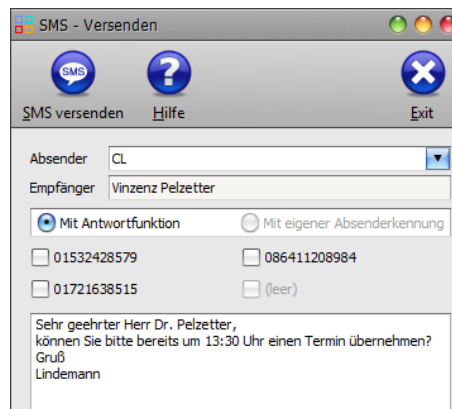 SMS - Versenden
SMS
SMS versenden Hilfe Exit
Absender CL
Empfänger Vinzenz Pelzetter
Mit Antwortfunktion Mit eigener Absenderkennung
01532428579 086411208984
01721638515 (leer)
Sehr geehrter Herr Dr. Pelzetter,
können Sie bitte bereits um 13:30 Uhr einen Termin übernehmen?
Gruß
Lindemann